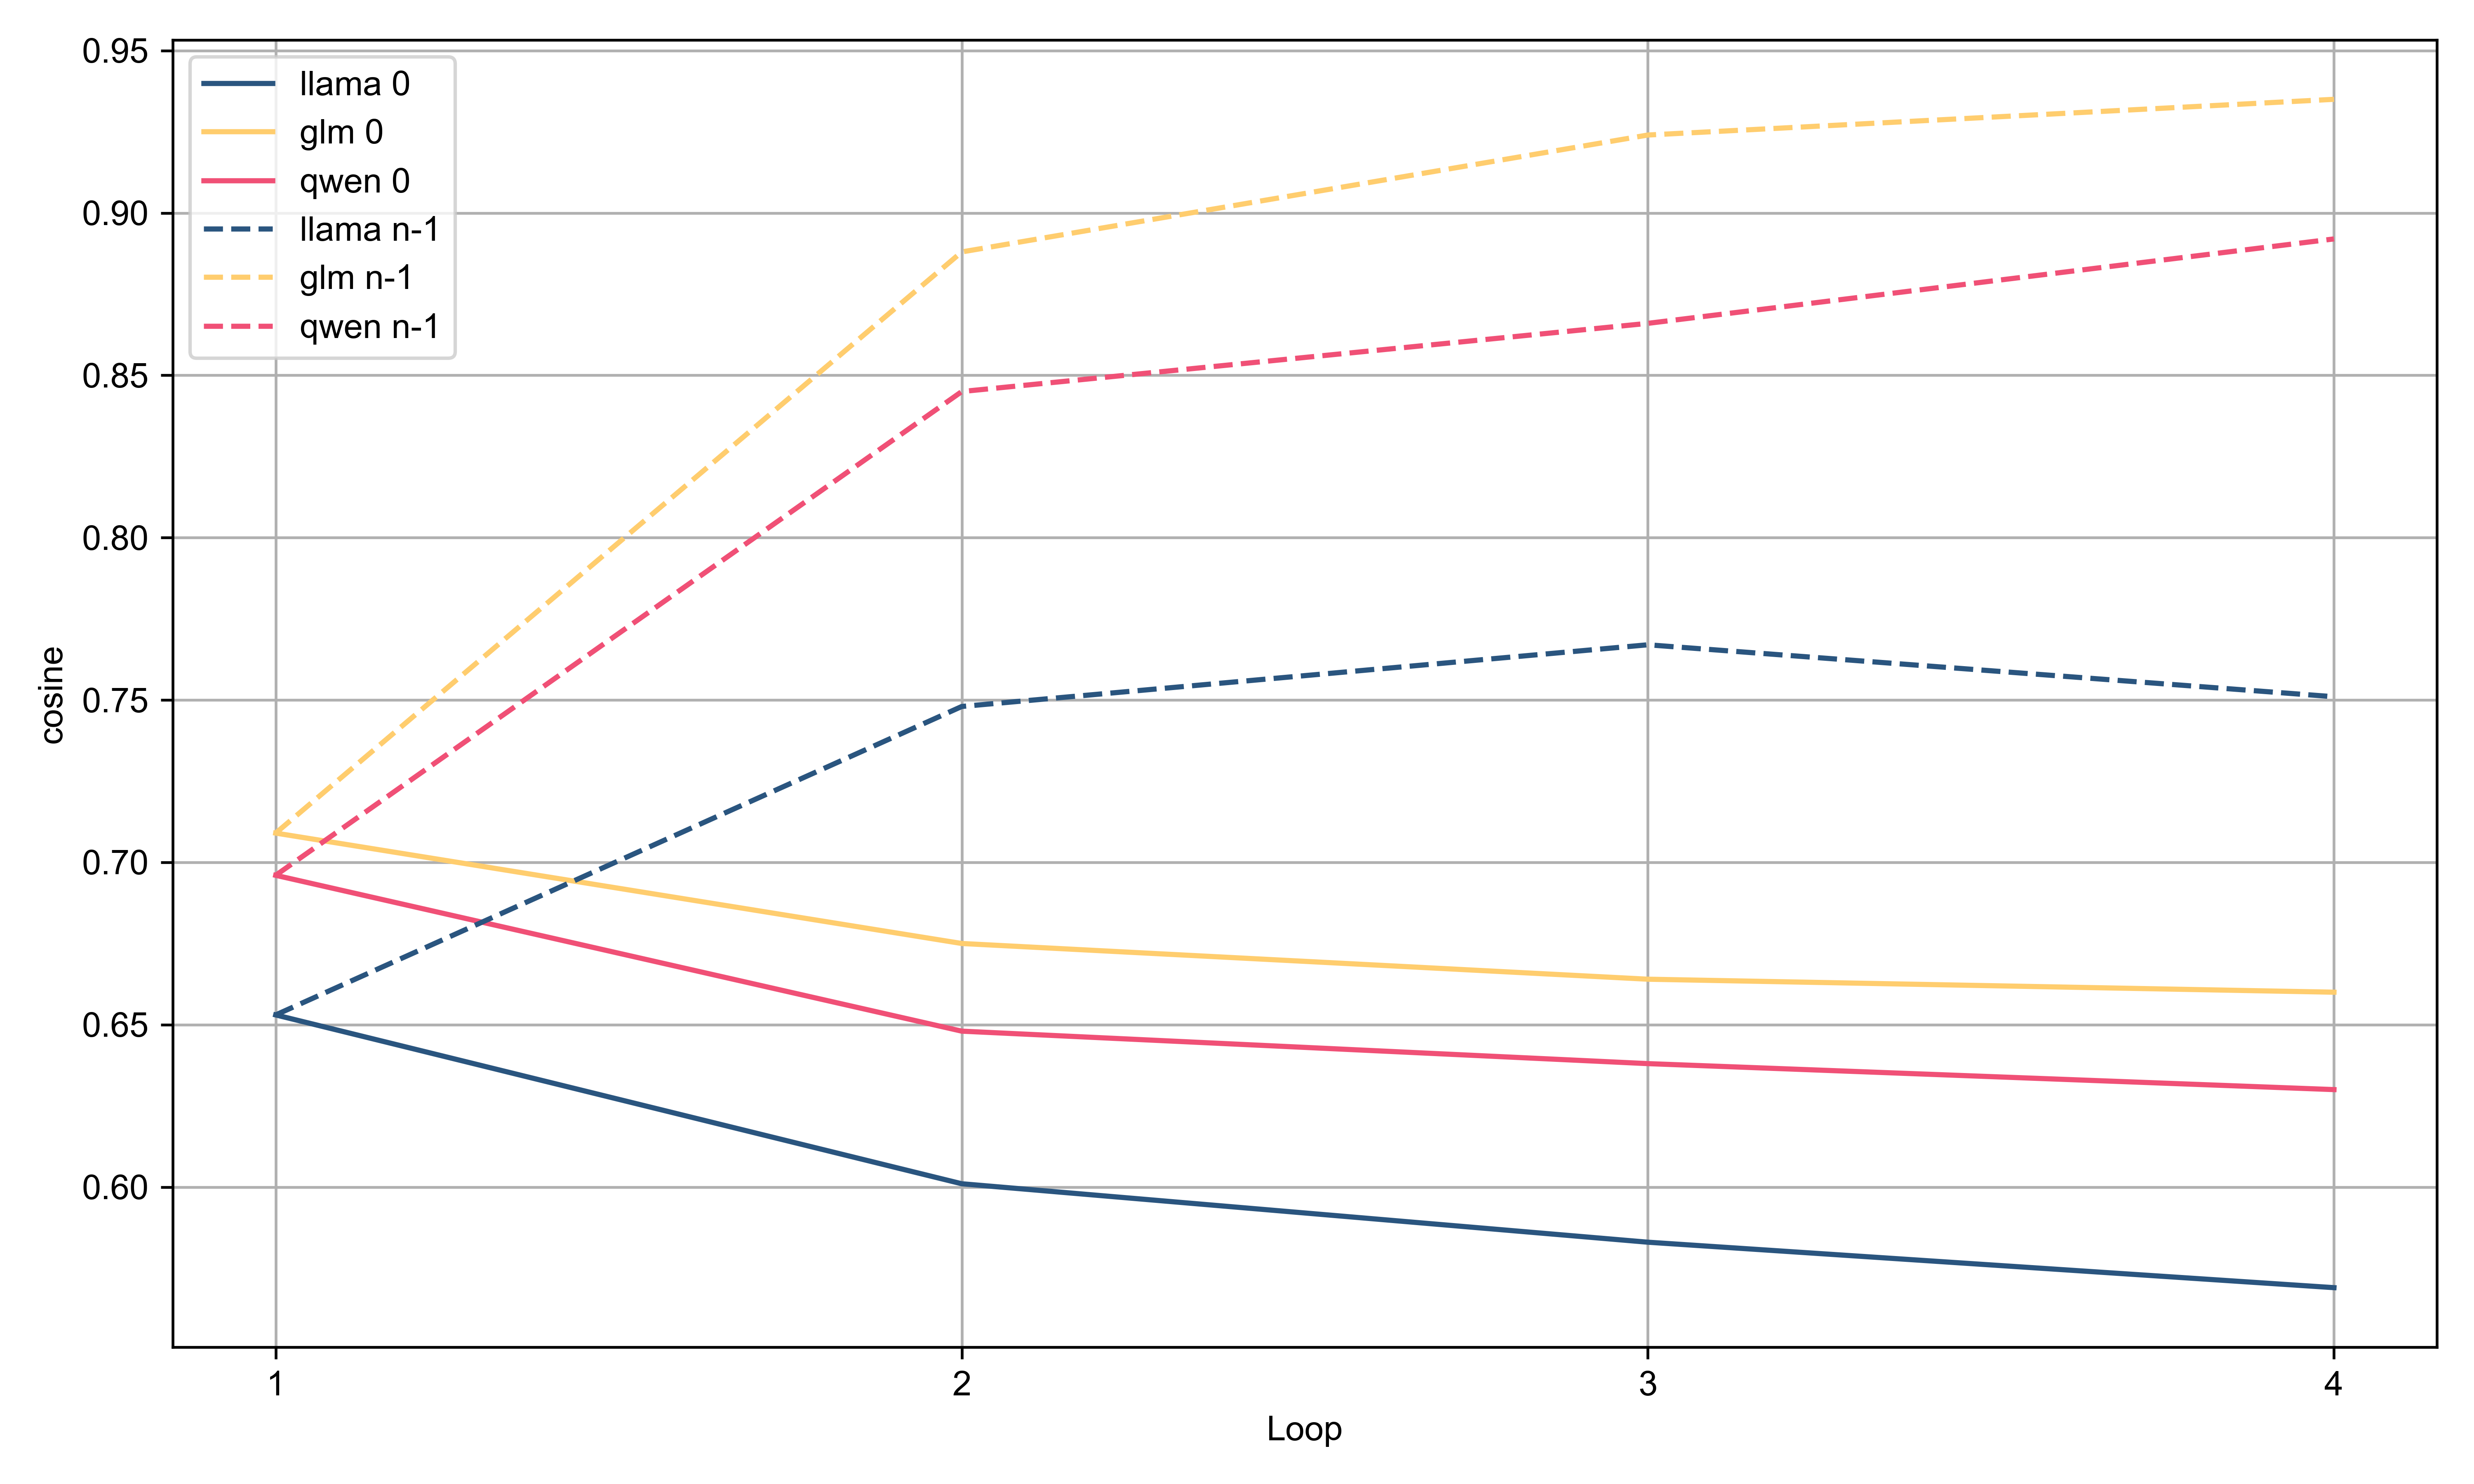 0.95
0.90
0.85
0.80
0.75
0.70
0.65
0.60
cosine
llama 0
glm 0
qwen 0
llama n-1
glm n-1
qwen n-1
1 2 3 4
Loop